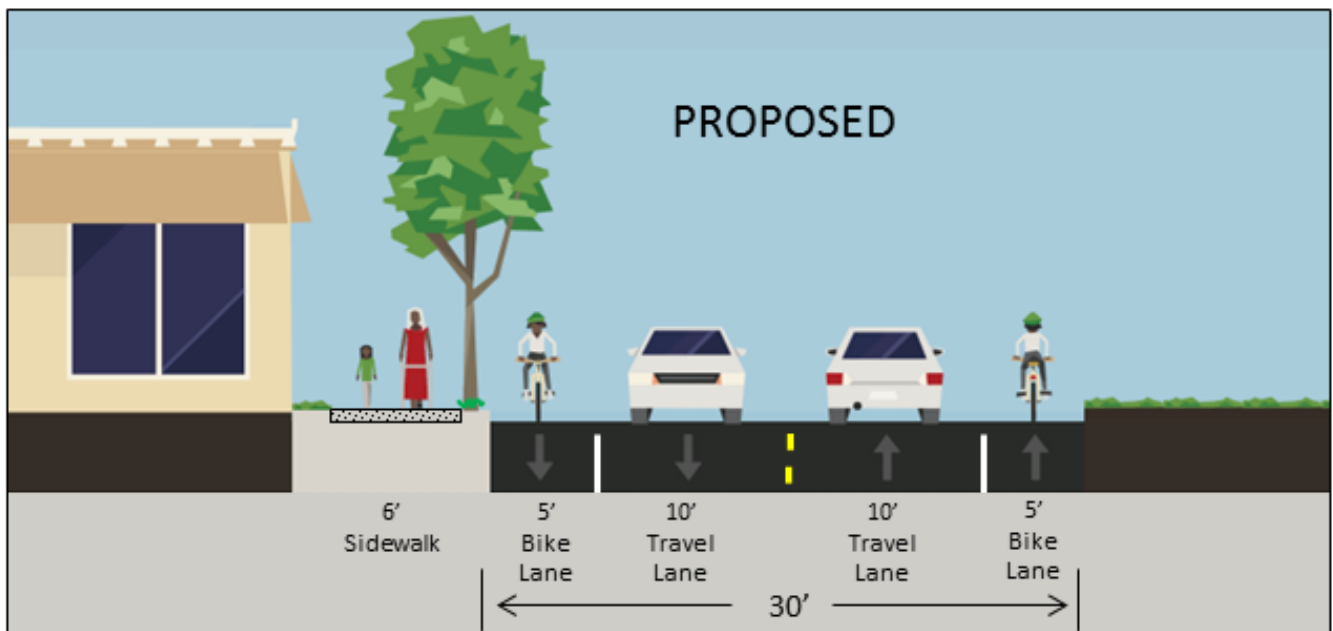 PROPOSED
6’
Sidewalk
5’
Bike
Lane
10’
Travel
Lane
10’
Travel
Lane
5’
Bike
Lane
30’